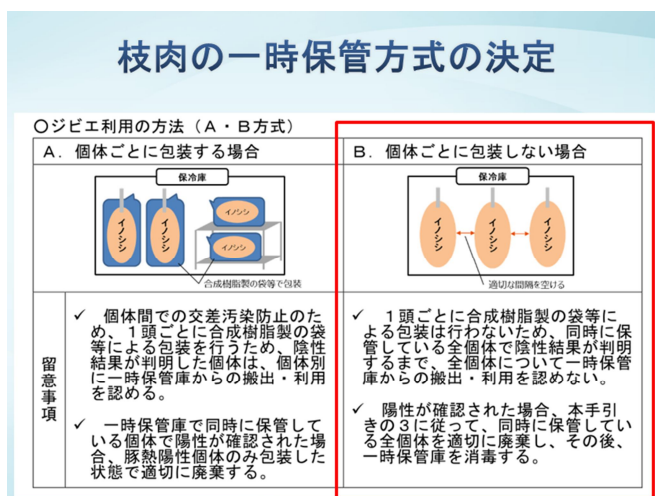 枝肉の一時保管方式の決定
○ジビエ利用の方法(A・B方式)
A. 個体ごとに包装する場合
保冷庫
イノシシ
イノシシ
イノシシ
イノシシ
合成樹脂製の袋等で包装
B. 個体ごとに包装しない場合
保冷庫
イノシシ
イノシシ
イノシシ
適切な間隔を空ける
留意事項
✓ 個体間での交差汚染防止のた
め、1頭ごとに合成樹脂製の袋
等による包装を行うため、陰性
結果が判明した個体は、個体別
に一時保管庫からの搬出・利用
を認める。
✓ 一時保管庫で同時に保管して
いる個体で陽性が確認された場
合、豚熱陽性個体のみ包装した
状態で適切に廃棄する。
✓ 1頭ごとに合成樹脂製の袋等に
よる包装は行わないため、同時に保
管している全個体で陰性結果が判明
するまで、全個体について一時保管
庫からの搬出・利用を認めない。
✓ 陽性が確認された場合、本手引
きの3に従って、同時に保管してい
る全個体を適切に廃棄し、その後、
一時保管庫を消毒する。